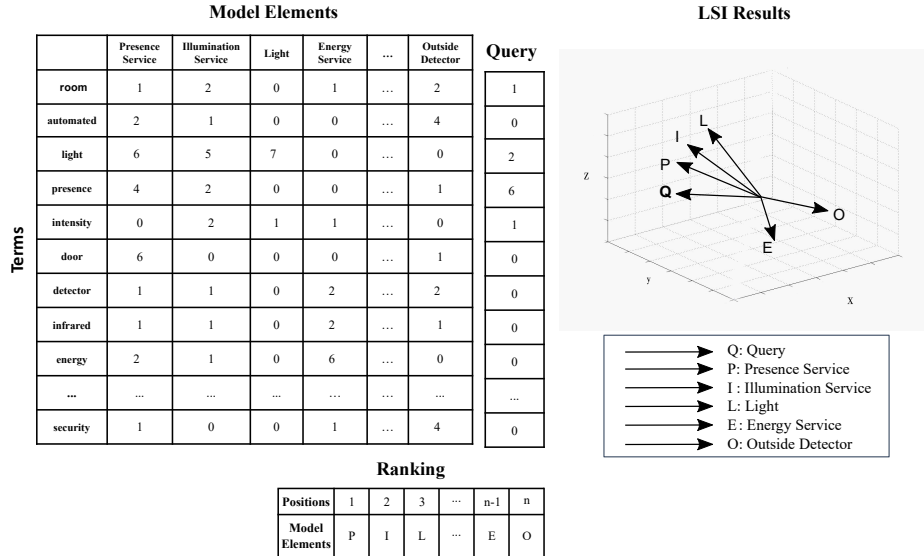 Model Elements
LSI Results
Presence Service Illumination Service Light Energy Service ... Outside Detector
Query
room 1 2 0 1 ... 2 1
automated 2 1 0 0 ... 4 0
light 6 5 7 0 ... 0 2
presence 4 2 0 0 ... 1 6
intensity 0 2 1 1 ... 0 1
door 6 0 0 0 ... 1 0
detector 1 1 0 2 ... 2 0
infrared 1 1 0 2 ... 1 0
energy 2 1 0 6 ... 0 0
... ... ... ... ... ... ... ...
security 1 0 0 1 ... 4 0
Terms
L
I
P
Q
O
E
Z
y
X
Q: Query
P: Presence Service
I : Illumination Service
L: Light
E: Energy Service
O: Outside Detector
Ranking
Positions 1 2 3 ... n-1 n
Model Elements P I L ... E O